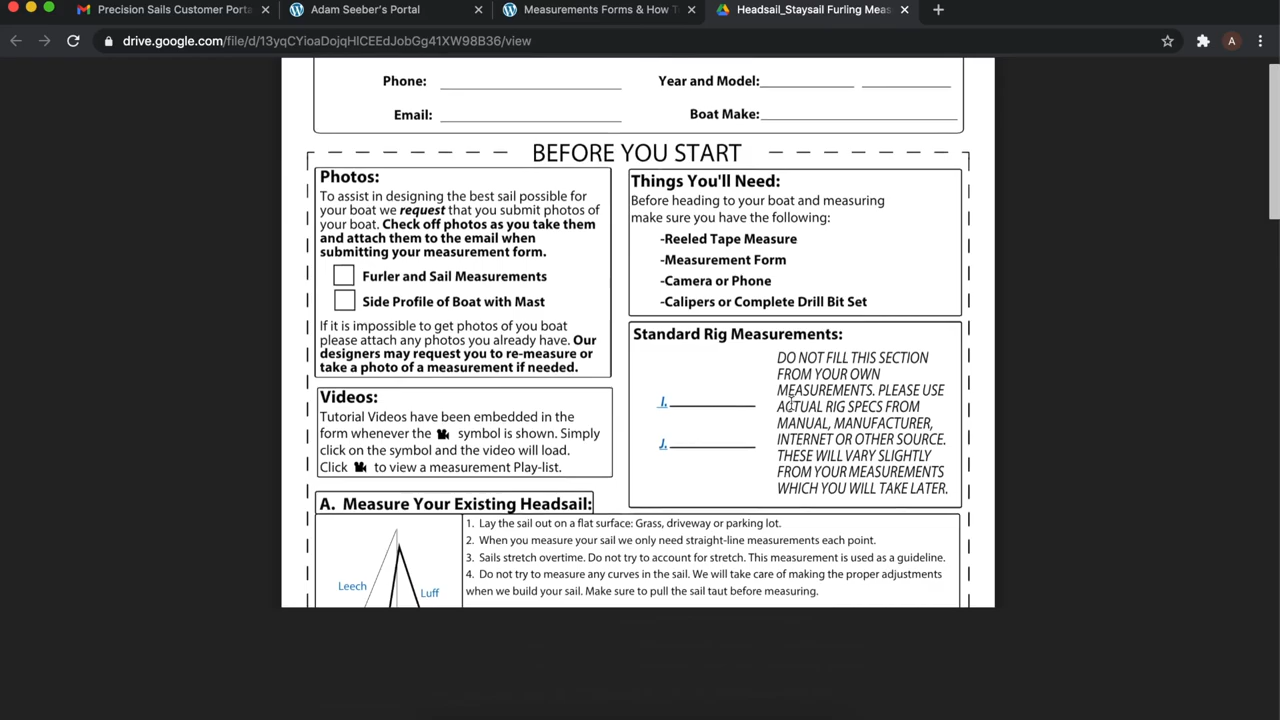 Precision Sails Customer Porta
Adam Seeber's Portal
Measurements Forms & How T
Headsail_Staysail Furling Meas
drive.google.com/file/d/13yqCYioaDojqHlCEEdJobGg41XW98B36/view
A
Phone:
Year and Model:
Email:
Boat Make:
BEFORE YOU START
Photos:
To assist in designing the best sail possible for
your boat we request that you submit photos of
your boat. Check off photos as you take them
and attach them to the email when
submitting your measurement form.
Furler and Sail Measurements
Side Profile of Boat with Mast
If it is impossible to get photos of you boat
please attach any photos you already have. Our
designers may request you to re-measure or
take a photo of a measurement if needed.
Videos:
Tutorial Videos have been embedded in the
form whenever the symbol is shown. Simply
click on the symbol and the video will load.
Click to view a measurement Play-list.
Things You'll Need:
Before heading to your boat and measuring
make sure you have the following:
-Reeled Tape Measure
-Measurement Form
-Camera or Phone
-Calipers or Complete Drill Bit Set
Standard Rig Measurements:
I.
J.
DO NOT FILL THIS SECTION
FROM YOUR OWN
MEASUREMENTS. PLEASE USE
ACTUAL RIG SPECS FROM
MANUAL, MANUFACTURER,
INTERNET OR OTHER SOURCE.
THESE WILL VARY SLIGHTLY
FROM YOUR MEASUREMENTS
WHICH YOU WILL TAKE LATER.
A. Measure Your Existing Headsail:
Leech
Luff
1. Lay the sail out on a flat surface: Grass, driveway or parking lot.
2. When you measure your sail we only need straight-line measurements each point.
3. Sails stretch overtime. Do not try to account for stretch. This measurement is used as a guideline.
4. Do not try to measure any curves in the sail. We will take care of making the proper adjustments
when we build your sail. Make sure to pull the sail taut before measuring.